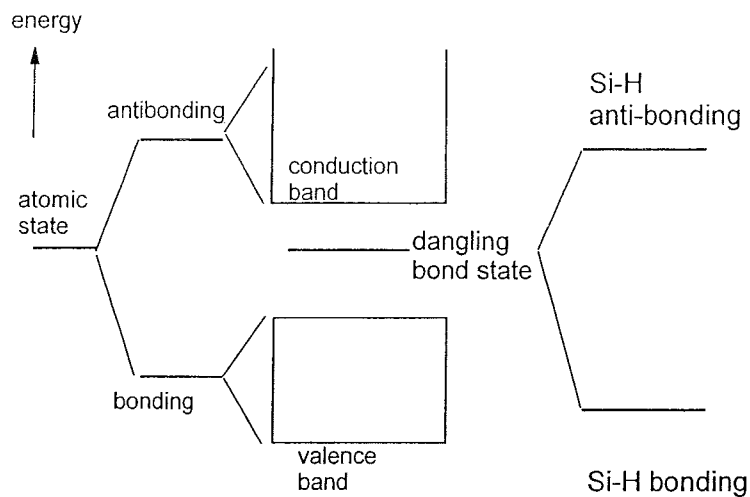 energy
antibonding
Si-H
anti-bonding
conduction
band
atomic
state
dangling
bond state
bonding
valence
band
Si-H bonding